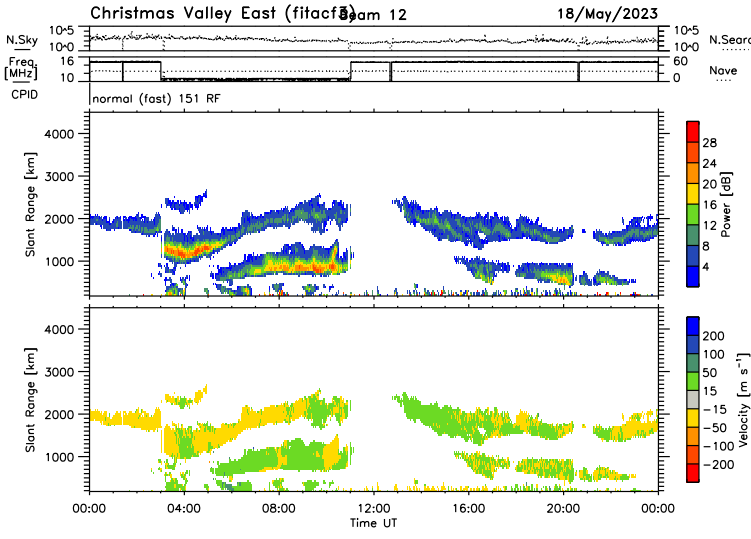 Christmas Valley East (fitacf3) Beam 12 18/May/2023
N.Sky 10^5 10^0 10^5 10^0 N.Searc
Freq. [MHz] 16 10 60 0 Nave
CPID normal (fast) 151 RF
Slant Range [km] 4000 3000 2000 1000
Power [dB] 28 24 20 16 12 8 4
Slant Range [km] 4000 3000 2000 1000
Velocity [m s⁻¹] 200 100 50 15 −15 −50 −100 −200
00:00 04:00 08:00 12:00 16:00 20:00 00:00
Time UT